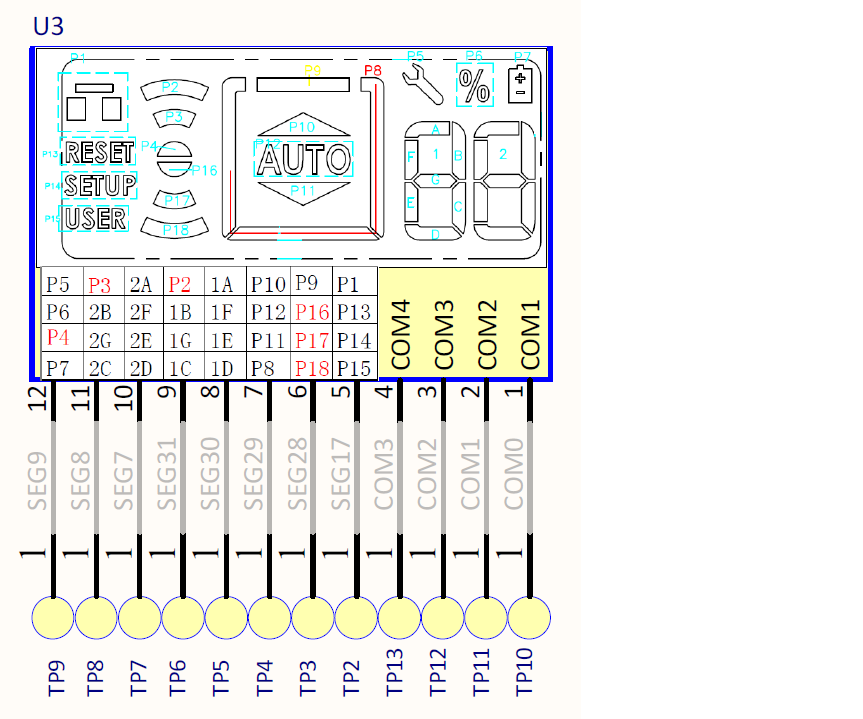 U3
P1 P2 P9 P8 P5 P6 P7
%
P3
P10 A
P13 RESET P4 P12 F 1 B 2
AUTO
P16 G
P14 SETUP P11
P17 E C
P15 USER P18 D
P5 P3 2A P2 1A P10 P9 P1
P6 2B 2F 1B 1F P12 P16 P13
P4 2G 2E 1G 1E P11 P17 P14
P7 2C 2D 1C 1D P8 P18 P15
COM4 COM3 COM2 COM1
12 11 10 9 8 7 6 5 4 3 2 1
SEG9 SEG8 SEG7 SEG31 SEG30 SEG29 SEG28 SEG17 COM3 COM2 COM1 COM0
1 1 1 1 1 1 1 1 1 1 1 1
TP9 TP8 TP7 TP6 TP5 TP4 TP3 TP2 TP13 TP12 TP11 TP10